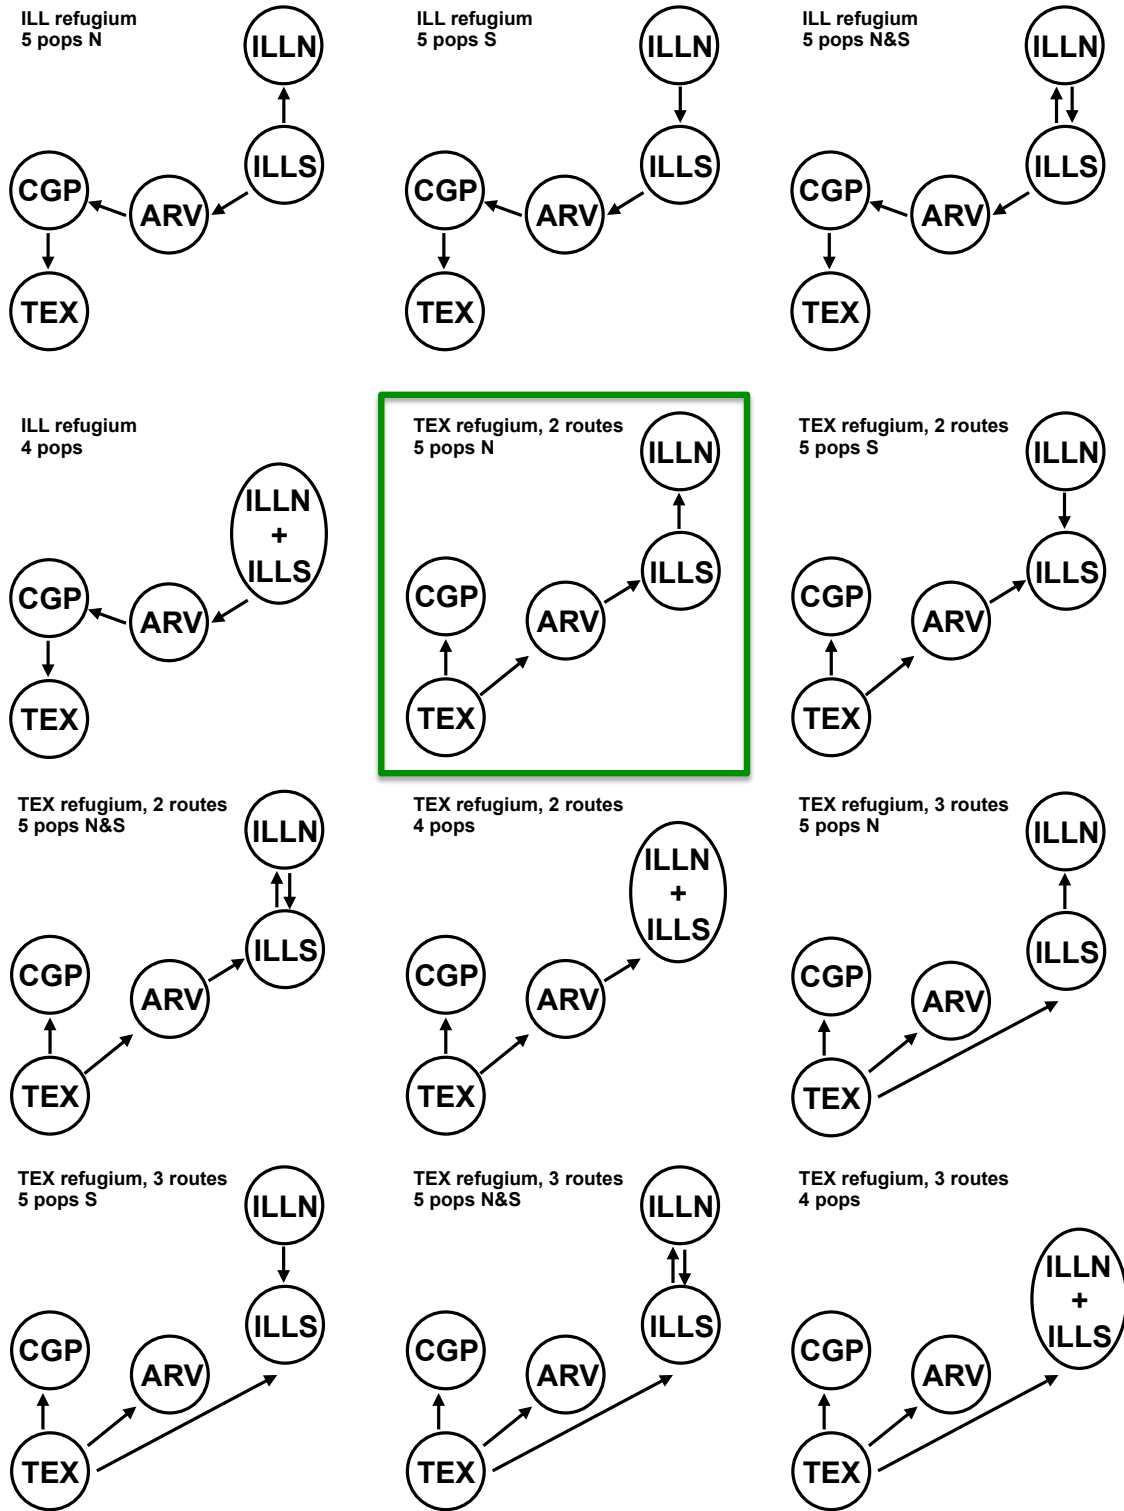 ILL refugium
5 pops N
ILLN
ILLS
CGP
ARV
TEX
ILL refugium
5 pops S
ILLN
ILLS
CGP
ARV
TEX
ILL refugium
5 pops N&S
ILLN
ILLS
CGP
ARV
TEX
ILL refugium
4 pops
ILLN
+
ILLS
CGP
ARV
TEX
TEX refugium, 2 routes
5 pops N
ILLN
ILLS
CGP
ARV
TEX
TEX refugium, 2 routes
5 pops S
ILLN
ILLS
CGP
ARV
TEX
TEX refugium, 2 routes
5 pops N&S
ILLN
ILLS
CGP
ARV
TEX
TEX refugium, 2 routes
4 pops
ILLN
+
ILLS
CGP
ARV
TEX
TEX refugium, 3 routes
5 pops N
ILLN
ILLS
CGP
ARV
TEX
TEX refugium, 3 routes
5 pops S
ILLN
ILLS
CGP
ARV
TEX
TEX refugium, 3 routes
5 pops N&S
ILLN
ILLS
CGP
ARV
TEX
TEX refugium, 3 routes
4 pops
ILLN
+
ILLS
CGP
ARV
TEX